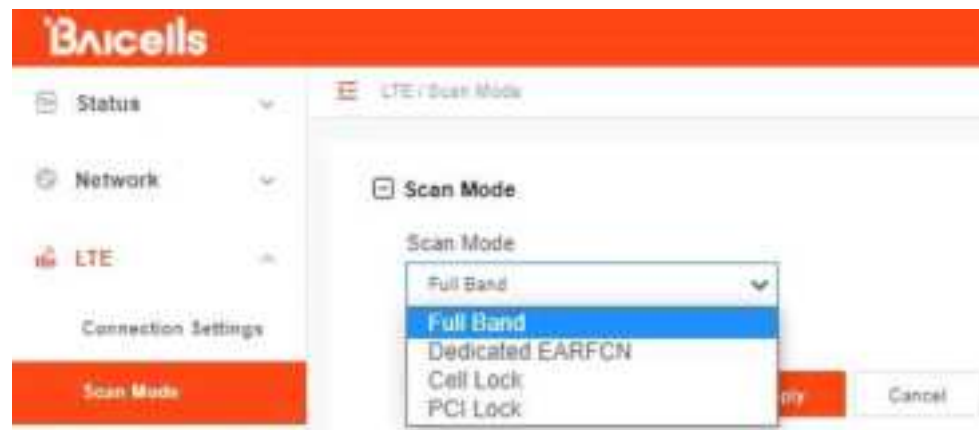 BAICELLS
Status
LTE / Scan Mode
Network
Scan Mode
Scan Mode
LTE
Full Band
Full Band
Connection Settings
Dedicated EARFCN
Cell Lock
Scan Mode
PCI Lock
Cancel